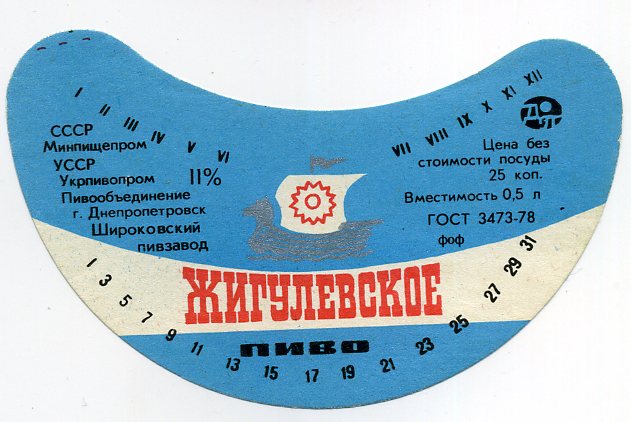 I II III IV V VI
VII VIII IX X XI XII
СССР
Минпищепром
УССР
Укрпивопром
11%
Пивообъединение
г. Днепропетровск
Широковский
пивзавод
ДОЛ
Цена без
стоимости посуды
25 коп.
Вместимость 0,5 л
ГОСТ 3473-78
фоф
ЖИГУЛЕВСКОЕ
ПИВО
1 3 5 7 9 11 13 15 17 19 21 23 25 27 29 31